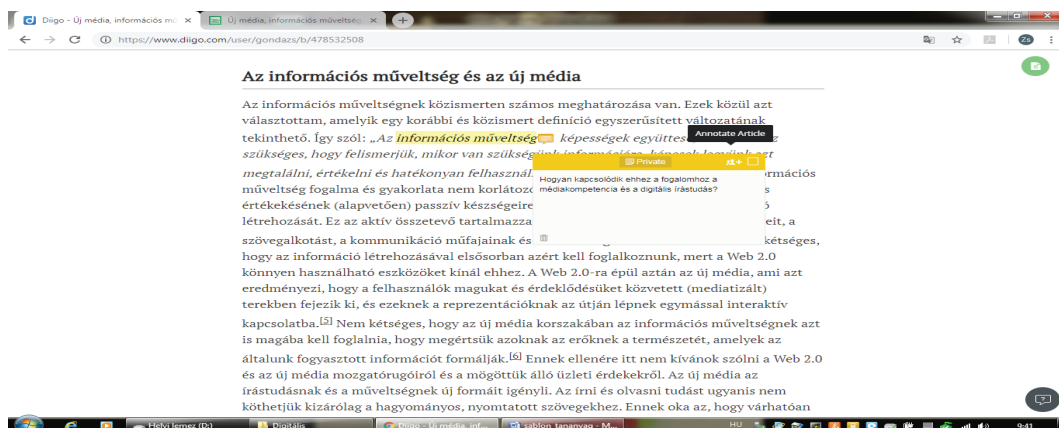 Diigo - Új média, információs mű
Új média, információs műveltség
https://www.diigo.com/user/gondazs/b/478532508
Zs
Az információs műveltség és az új média
Az információs műveltségnek közismerten számos meghatározása van. Ezek közül azt
választottam, amelyik egy korábbi és közismert definíció egyszerűsített változatának
tekinthető. Így szól: „Az információs műveltség képességek együttes
Annotate Article
szükséges, hogy felismerjük, mikor van szükségünk információra, képesek legyünk azt
megtalálni, értékelni és hatékonyan felhasznál
rmációs
Private
Hogyan kapcsolódik ehhez a fogalomhoz a
médiakompetencia és a digitális írástudás?
műveltség fogalma és gyakorlata nem korlátoz
értékelésének (alapvetően) passzív készségeire
létrehozását. Ez az aktív összetevő tartalmazza
eit, a
szövegalkotást, a kommunikáció műfajainak és
kétséges,
hogy az információ létrehozásával elsősorban azért kell foglalkoznunk, mert a Web 2.0
könnyen használható eszközöket kínál ehhez. A Web 2.0-ra épül aztán az új média, ami azt
eredményezi, hogy a felhasználók magukat és érdeklődésüket közvetett (mediatizált)
terekben fejezik ki, és ezeknek a reprezentációknak az útján lépnek egymással interaktív
kapcsolatba.[5] Nem kétséges, hogy az új média korszakában az információs műveltségnek azt
is magába kell foglalnia, hogy megértsük azoknak az erőknek a természetét, amelyek az
általunk fogyasztott információt formálják.[6] Ennek ellenére itt nem kívánok szólni a Web 2.0
és az új média mozgatórugóiról és a mögöttük álló üzleti érdekekről. Az új média az
írástudásnak és a műveltségnek új formáit igényli. Az írni és olvasni tudást ugyanis nem
köthetjük kizárólag a hagyományos, nyomtatott szövegekhez. Ennek oka az, hogy várhatóan
Helyi lemez (D:)
Digitális
Diigo - Új média, inf...
sablon_tananyag - M...
HU
9:41